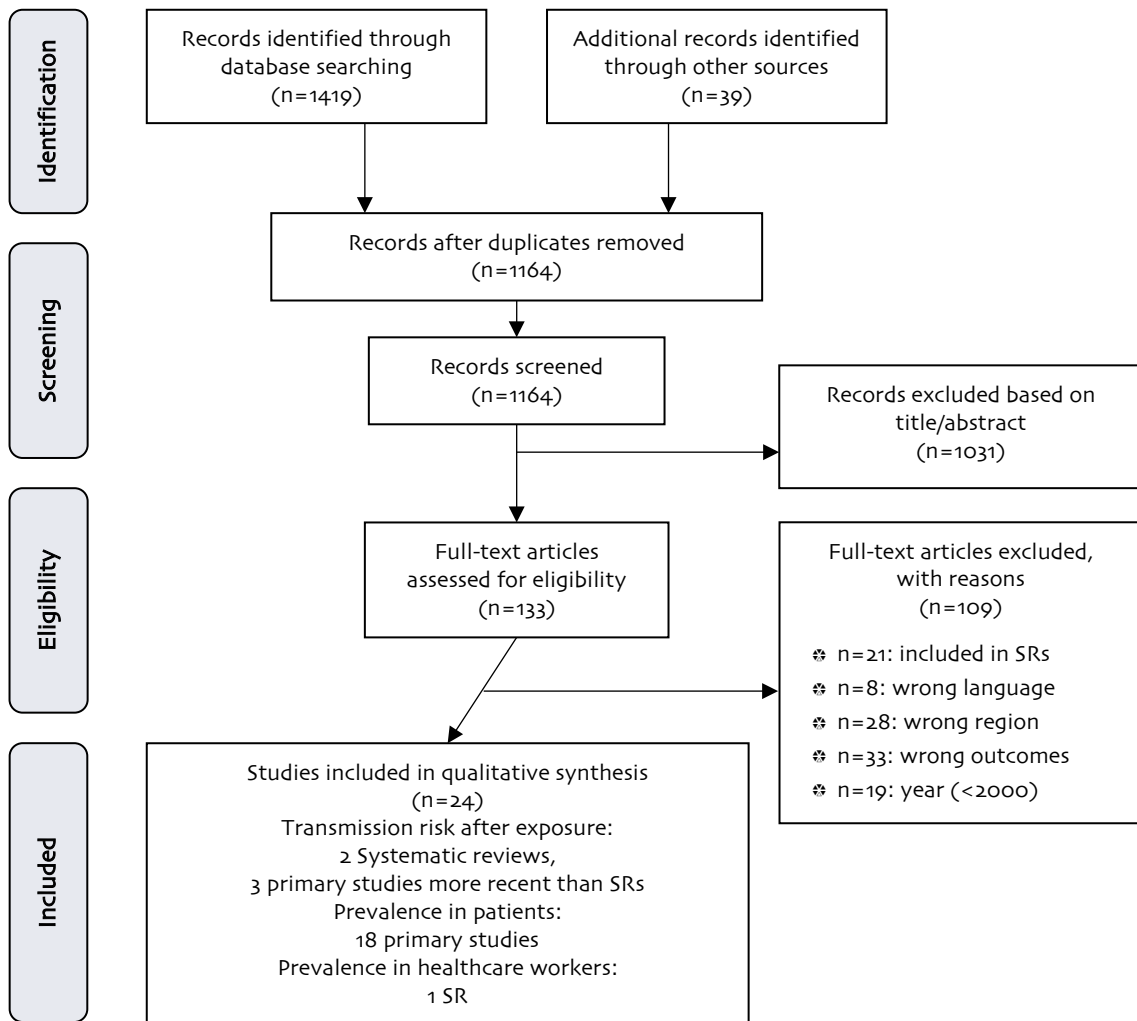 Identification
Records identified through
database searching
(n=1419)
Additional records identified
through other sources
(n=39)
Records after duplicates removed
(n=1164)
Screening
Records screened
(n=1164)
Records excluded based on
title/abstract
(n=1031)
Eligibility
Full-text articles
assessed for eligibility
(n=133)
Full-text articles excluded,
with reasons
(n=109)
n=21: included in SRs
n=8: wrong language
n=28: wrong region
n=33: wrong outcomes
n=19: year (<2000)
Included
Studies included in qualitative synthesis
(n=24)
Transmission risk after exposure:
2 Systematic reviews,
3 primary studies more recent than SRs
Prevalence in patients:
18 primary studies
Prevalence in healthcare workers:
1 SR